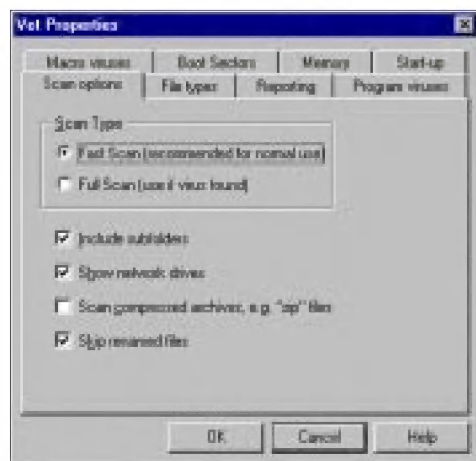 Vet Properties
Macro viruses Boot Sectors Memory Start-up
Scan options File types Reporting Program viruses
Scan Type
Fast Scan (recommended for normal use)
Full Scan (use if virus found)
Include subfolders
Show network drives
Scan compressed archives, e.g. "zip" files
Skip renamed files
OK Cancel Help